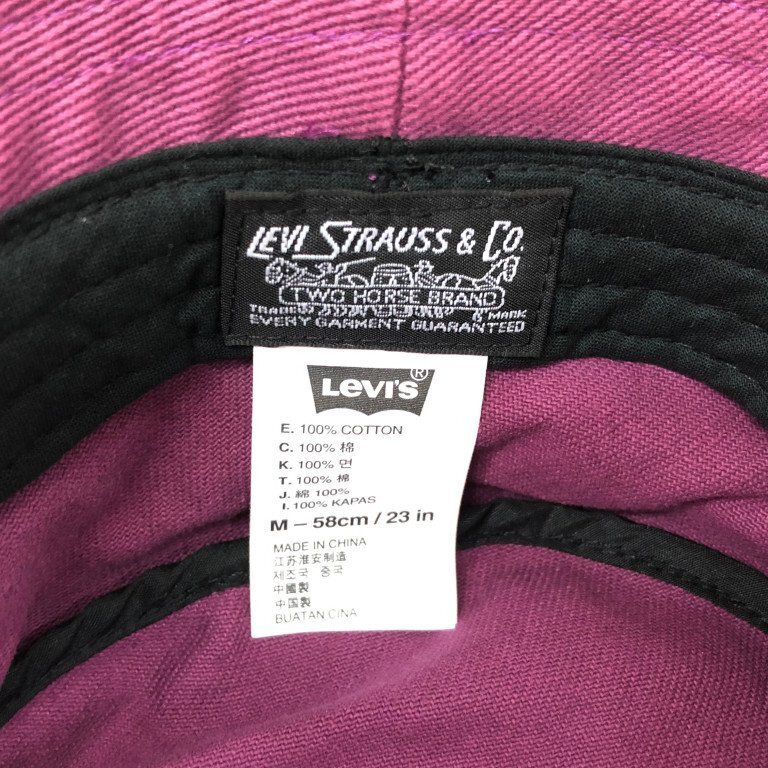 LEVI STRAUSS & CO.
TWO HORSE BRAND
TRADE MARK
EVERY GARMENT GUARANTEED
LEVI'S®
E. 100% COTTON
C. 100% 棉
K. 100% 면
T. 100% 棉
J. 綿 100%
I. 100% KAPAS
M – 58cm / 23 in
MADE IN CHINA
江苏淮安制造
제조국 중국
中國製
中国製
BUATAN CINA